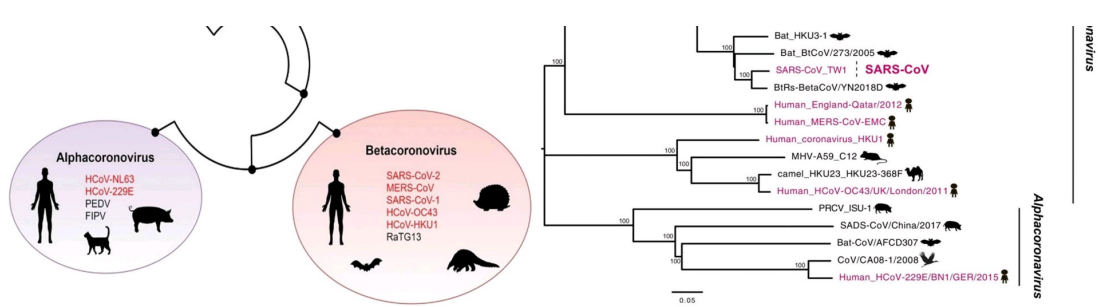 Alphacoronovirus
HCoV-NL63
HCoV-229E
PEDV
FIPV
Betacoronovirus
SARS-CoV-2
MERS-CoV
SARS-CoV-1
HCoV-OC43
HCoV-HKU1
RaTG13
Bat_HKU3-1
100
Bat_BtCoV/273/2005
100
SARS-CoV_TW1
SARS-CoV
100
BtRs-BetaCoV/YN2018D
100
Human_England-Qatar/2012
100
Human_MERS-CoV-EMC
Human_coronavirus_HKU1
100
MHV-A59_C12
100
camel_HKU23_HKU23-368F
100
Human_HCoV-OC43/UK/London/2011
PRCV_ISU-1
100
SADS-CoV/China/2017
100
Bat-CoV/AFCD307
100
CoV/CA08-1/2008
100
Human_HCoV-229E/BN1/GER/2015
0.05
navirus
Alphacoronavirus